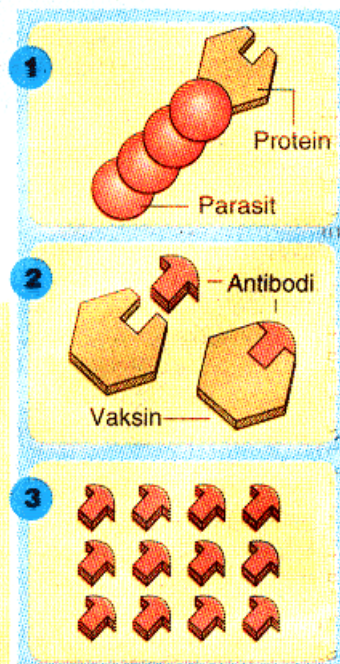 1
Protein
Parasit
2
Antibodi
Vaksin
3